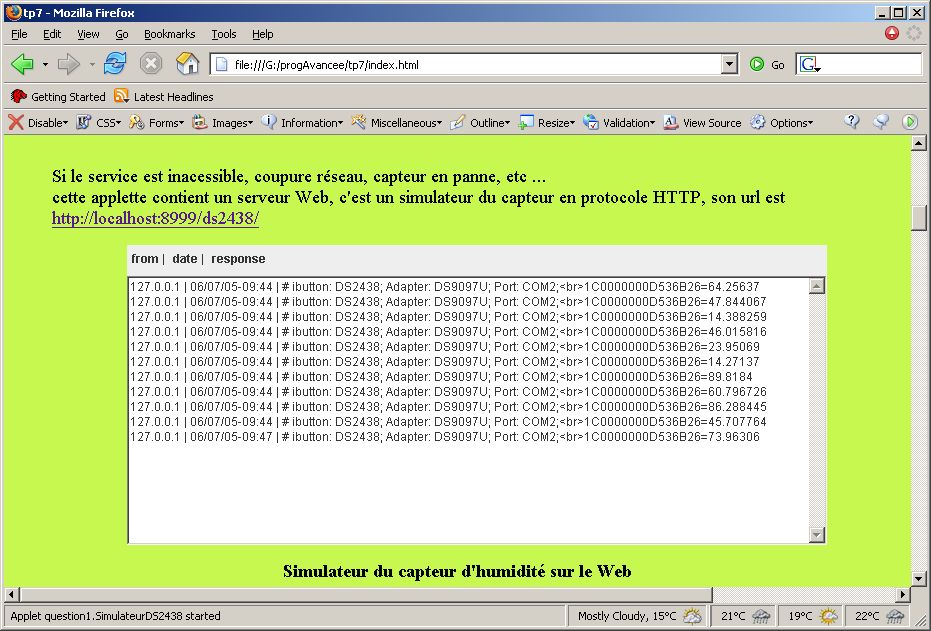 tp7 - Mozilla Firefox
File Edit View Go Bookmarks Tools Help
file:///G:/progAvancee/tp7/index.html Go G
Getting Started Latest Headlines
Disable CSS Forms Images Information Miscellaneous Outline Resize Validation View Source Options
Si le service est inacessible, coupure réseau, capteur en panne, etc ...
cette applette contient un serveur Web, c'est un simulateur du capteur en protocole HTTP, son url est
http://localhost:8999/ds2438/
from | date | response
127.0.0.1 | 06/07/05-09:44 | # ibutton: DS2438; Adapter: DS9097U; Port: COM2;<br>1C0000000D536B26=64.25637
127.0.0.1 | 06/07/05-09:44 | # ibutton: DS2438; Adapter: DS9097U; Port: COM2;<br>1C0000000D536B26=47.844067
127.0.0.1 | 06/07/05-09:44 | # ibutton: DS2438; Adapter: DS9097U; Port: COM2;<br>1C0000000D536B26=14.388259
127.0.0.1 | 06/07/05-09:44 | # ibutton: DS2438; Adapter: DS9097U; Port: COM2;<br>1C0000000D536B26=46.015816
127.0.0.1 | 06/07/05-09:44 | # ibutton: DS2438; Adapter: DS9097U; Port: COM2;<br>1C0000000D536B26=23.95069
127.0.0.1 | 06/07/05-09:44 | # ibutton: DS2438; Adapter: DS9097U; Port: COM2;<br>1C0000000D536B26=14.27137
127.0.0.1 | 06/07/05-09:44 | # ibutton: DS2438; Adapter: DS9097U; Port: COM2;<br>1C0000000D536B26=89.8184
127.0.0.1 | 06/07/05-09:44 | # ibutton: DS2438; Adapter: DS9097U; Port: COM2;<br>1C0000000D536B26=60.796726
127.0.0.1 | 06/07/05-09:44 | # ibutton: DS2438; Adapter: DS9097U; Port: COM2;<br>1C0000000D536B26=86.288445
127.0.0.1 | 06/07/05-09:44 | # ibutton: DS2438; Adapter: DS9097U; Port: COM2;<br>1C0000000D536B26=45.707764
127.0.0.1 | 06/07/05-09:47 | # ibutton: DS2438; Adapter: DS9097U; Port: COM2;<br>1C0000000D536B26=73.96306
Simulateur du capteur d'humidité sur le Web
Applet question1.SimulateurDS2438 started Mostly Cloudy, 15°C 21°C 19°C 22°C